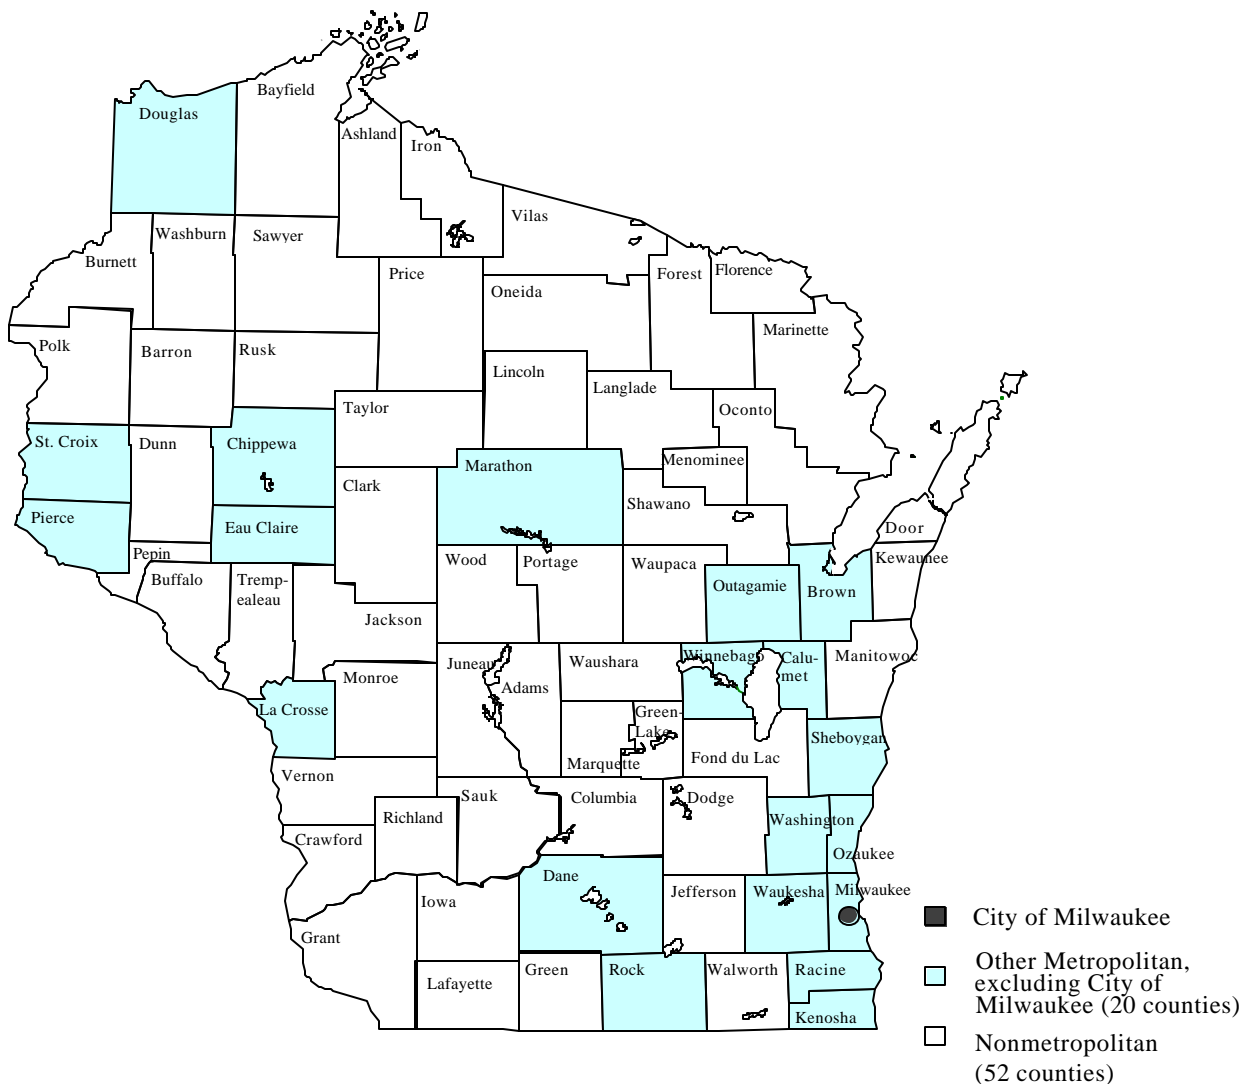 Bayfield
Douglas
Ashland
Iron
Vilas
Washburn
Sawyer
Burnett
Price
Forest
Florence
Oneida
Marinette
Polk
Barron
Rusk
Lincoln
Langlade
Taylor
Oconto
St. Croix
Dunn
Chippewa
Menominee
Marathon
Clark
Shawano
Pierce
Eau Claire
Door
Pepin
Wood
Portage
Waupaca
Kewaunee
Buffalo
Tremp-
ealeau
Outagamie
Brown
Jackson
Winnebago
Calu-
met
Manitowoc
Juneau
Waushara
Monroe
Adams
La Crosse
Green-
Lake
Sheboygan
Marquette
Fond du Lac
Vernon
Sauk
Columbia
Dodge
Richland
Washington
Crawford
Ozaukee
Dane
Jefferson
Waukesha
Milwaukee
Iowa
Grant
Lafayette
Green
Rock
Walworth
Racine
Kenosha
City of Milwaukee
Other Metropolitan,
excluding City of
Milwaukee (20 counties)
Nonmetropolitan
(52 counties)